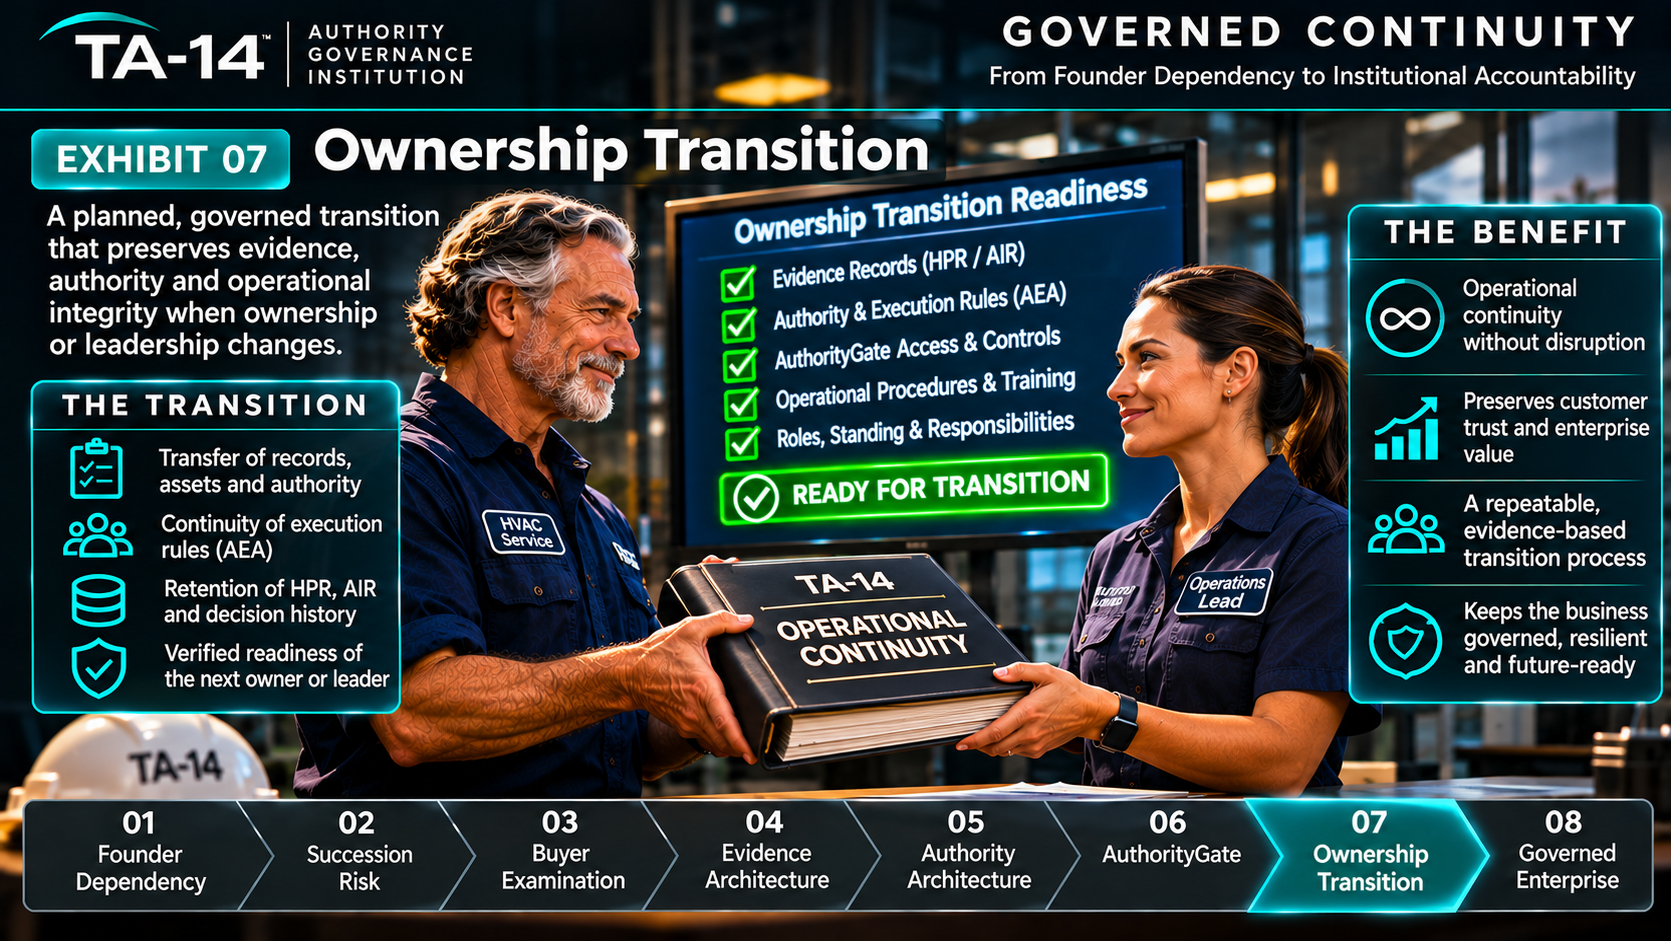 TA-14™
AUTHORITY
GOVERNANCE
INSTITUTION
GOVERNED CONTINUITY
From Founder Dependency to Institutional Accountability
EXHIBIT 07
Ownership Transition
A planned, governed transition
that preserves evidence,
authority and operational
integrity when ownership
or leadership changes.
THE TRANSITION
Transfer of records,
assets and authority
Continuity of execution
rules (AEA)
Retention of HPR, AIR
and decision history
Verified readiness of
the next owner or leader
Ownership Transition Readiness
Evidence Records (HPR / AIR)
Authority & Execution Rules (AEA)
AuthorityGate Access & Controls
Operational Procedures & Training
Roles, Standing & Responsibilities
READY FOR TRANSITION
THE BENEFIT
Operational
continuity
without disruption
Preserves customer
trust and enterprise
value
A repeatable,
evidence-based
transition process
Keeps the business
governed, resilient
and future-ready
HVAC
Service
Operations
Lead
TA-14
OPERATIONAL
CONTINUITY
TA-14
01
Founder
Dependency
02
Succession
Risk
03
Buyer
Examination
04
Evidence
Architecture
05
Authority
Architecture
06
AuthorityGate
07
Ownership
Transition
08
Governed
Enterprise